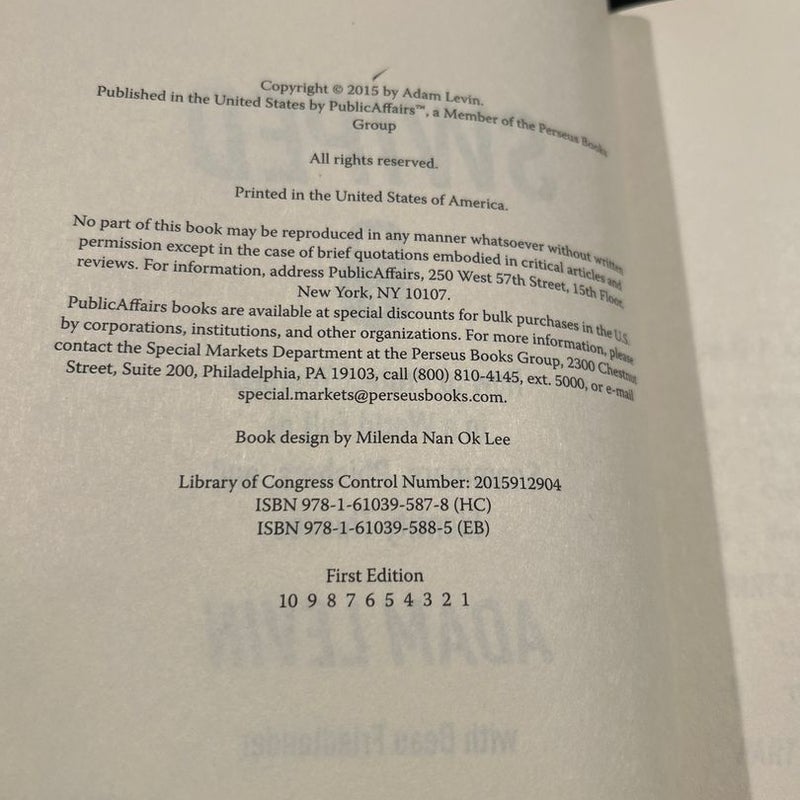 Copyright © 2015 by Adam Levin.
Published in the United States by PublicAffairs™, a Member of the Perseus Books
Group
All rights reserved.
Printed in the United States of America.
No part of this book may be reproduced in any manner whatsoever without written
permission except in the case of brief quotations embodied in critical articles and
reviews. For information, address PublicAffairs, 250 West 57th Street, 15th Floor,
New York, NY 10107.
PublicAffairs books are available at special discounts for bulk purchases in the U.S.
by corporations, institutions, and other organizations. For more information, please
contact the Special Markets Department at the Perseus Books Group, 2300 Chestnut
Street, Suite 200, Philadelphia, PA 19103, call (800) 810-4145, ext. 5000, or e-mail
special.markets@perseusbooks.com.
Book design by Milenda Nan Ok Lee
Library of Congress Control Number: 2015912904
ISBN 978-1-61039-587-8 (HC)
ISBN 978-1-61039-588-5 (EB)
First Edition
10 9 8 7 6 5 4 3 2 1
ADAM LEVIN
with Beau Friedlander